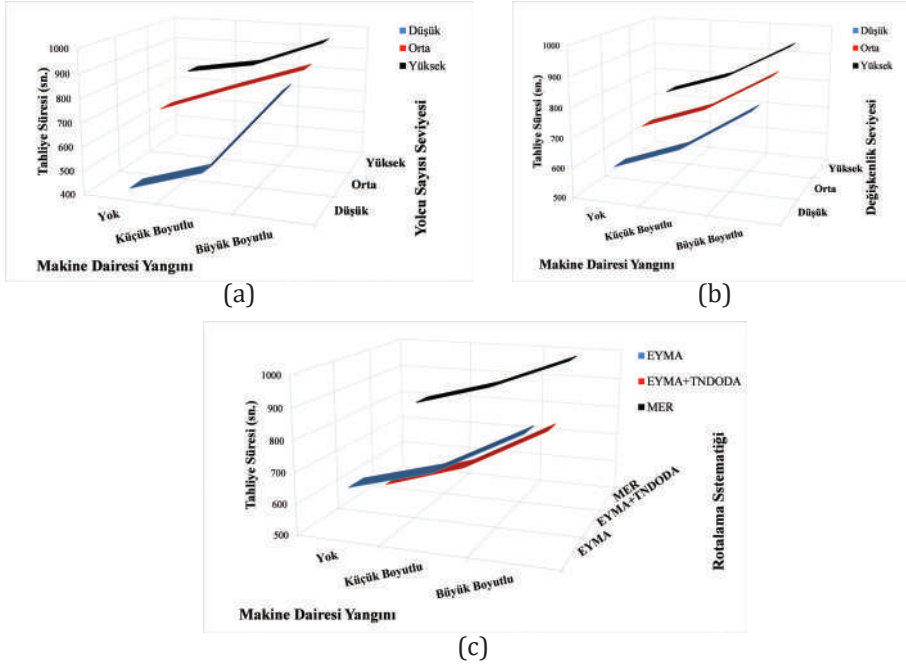 Düşük
Orta
Yüksek
1000
900
800
700
600
500
400
Tahliye Süresi (sn.)
Yok
Küçük Boyutlu
Büyük Boyutlu
Makine Dairesi Yangını
Yüksek
Orta
Düşük
Yolcu Sayısı Seviyesi
(a)
Düşük
Orta
Yüksek
1000
900
800
700
600
500
Tahliye Süresi (sn.)
Yok
Küçük Boyutlu
Büyük Boyutlu
Makine Dairesi Yangını
Yüksek
Orta
Düşük
Değişkenlik Seviyesi
(b)
EYMA
EYMA+TNDODA
MER
1000
900
800
700
600
500
Tahliye Süresi (sn.)
Yok
Küçük Boyutlu
Büyük Boyutlu
Makine Dairesi Yangını
MER
EYMA+TNDODA
EYMA
Rotalama Sstematiği
(c)